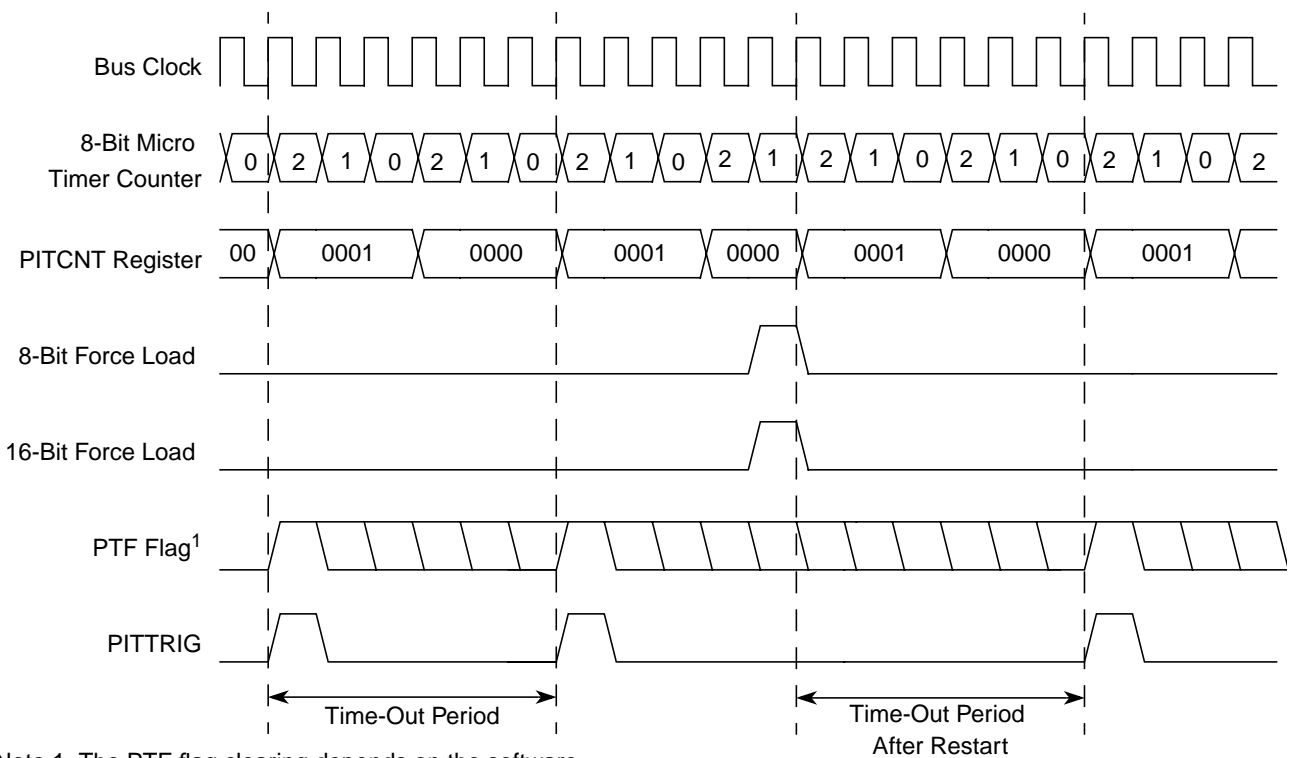 Bus Clock
8-Bit Micro
Timer Counter
0 2 1 0 2 1 0 2 1 0 2 1 2 1 0 2 1 0 2 1 0 2
PITCNT Register
00 0001 0000 0001 0000 0001 0000 0001
8-Bit Force Load
16-Bit Force Load
PTF Flag1
PITTRIG
Time-Out Period
Time-Out Period
After Restart
Note 1. The PTF flag clearing depends on the software